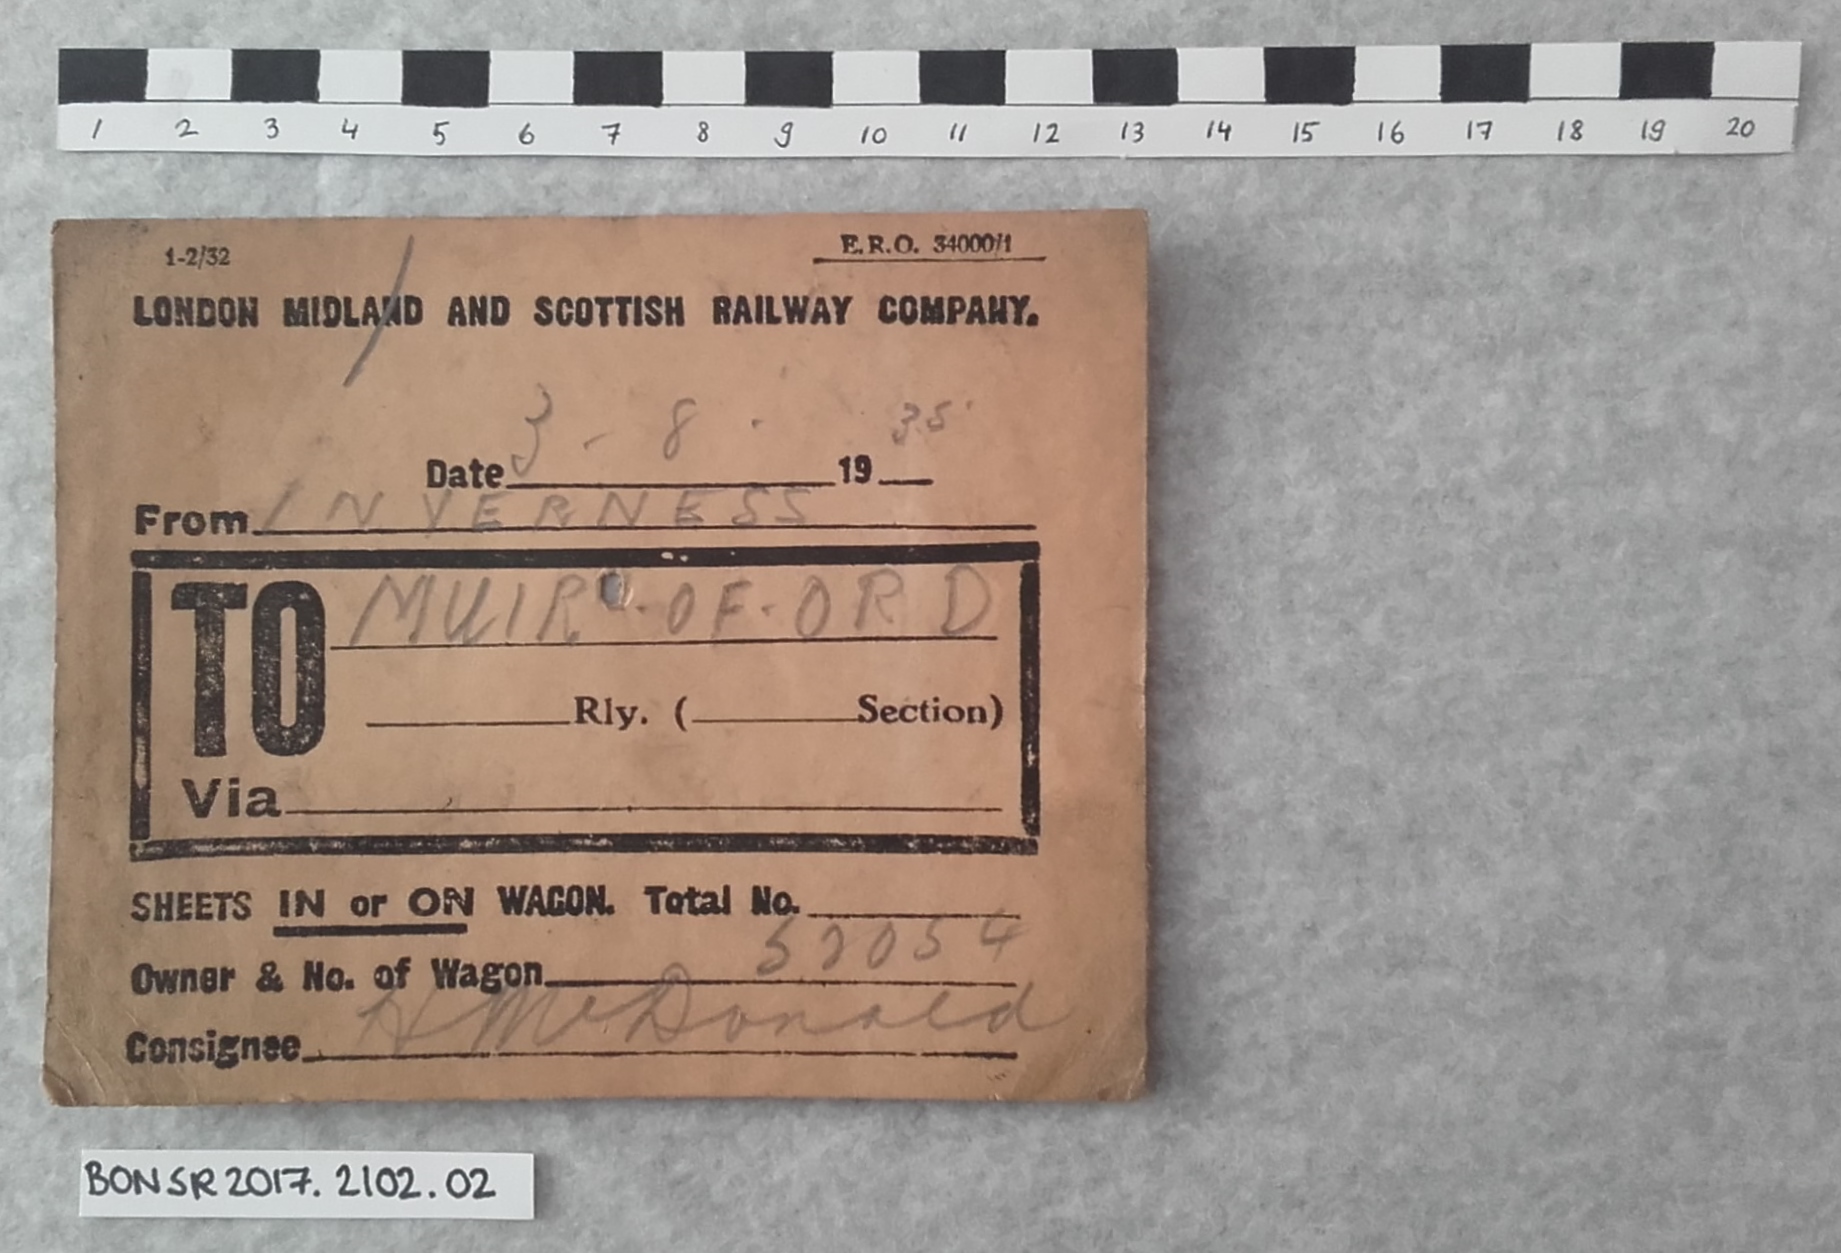 1 2 3 4 5 6 7 8 9 10 11 12 13 14 15 16 17 18 19 20
1-2/32 E.R.O. 34000/1
LONDON MIDLAND AND SCOTTISH RAILWAY COMPANY.
Date 3 - 8 - 19 35
From INVERNESS
TO MUIR-OF-ORD
Rly. ( Section)
Via
SHEETS IN or ON WAGON. Total No.
Owner & No. of Wagon 52054
Consignee H McDonald
BONSR2017.2102.02